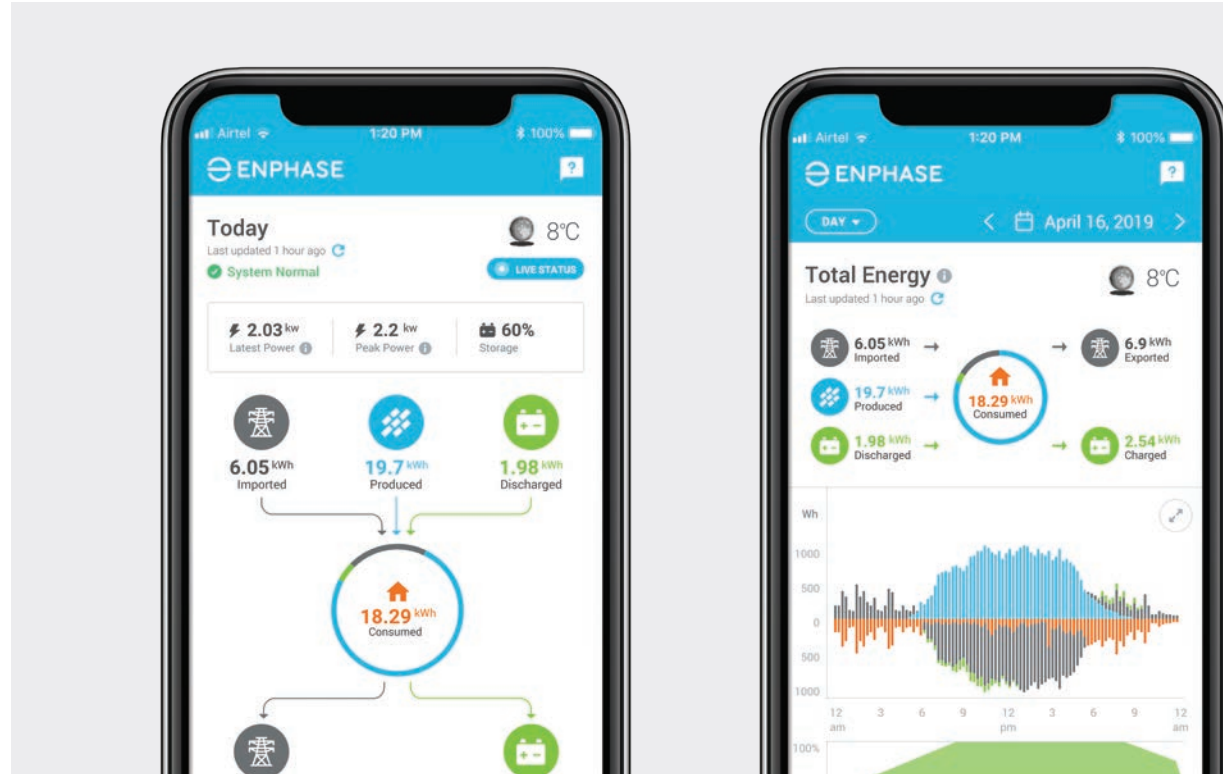 Airtel
1:20 PM
100%
ENPHASE
?
Today
Last updated 1 hour ago
System Normal
8°C
LIVE STATUS
2.03 kw
Latest Power
2.2 kw
Peak Power
60%
Storage
6.05 kWh
Imported
19.7 kWh
Produced
1.98 kWh
Discharged
18.29 kWh
Consumed
Airtel
1:20 PM
100%
ENPHASE
?
DAY
April 16, 2019
Total Energy
Last updated 1 hour ago
8°C
6.05 kWh
Imported
19.7 kWh
Produced
1.98 kWh
Discharged
18.29 kWh
Consumed
6.9 kWh
Exported
2.54 kWh
Charged
Wh
1000
500
0
500
1000
12 am
3
6
9
12 pm
3
6
9
12 am
100%